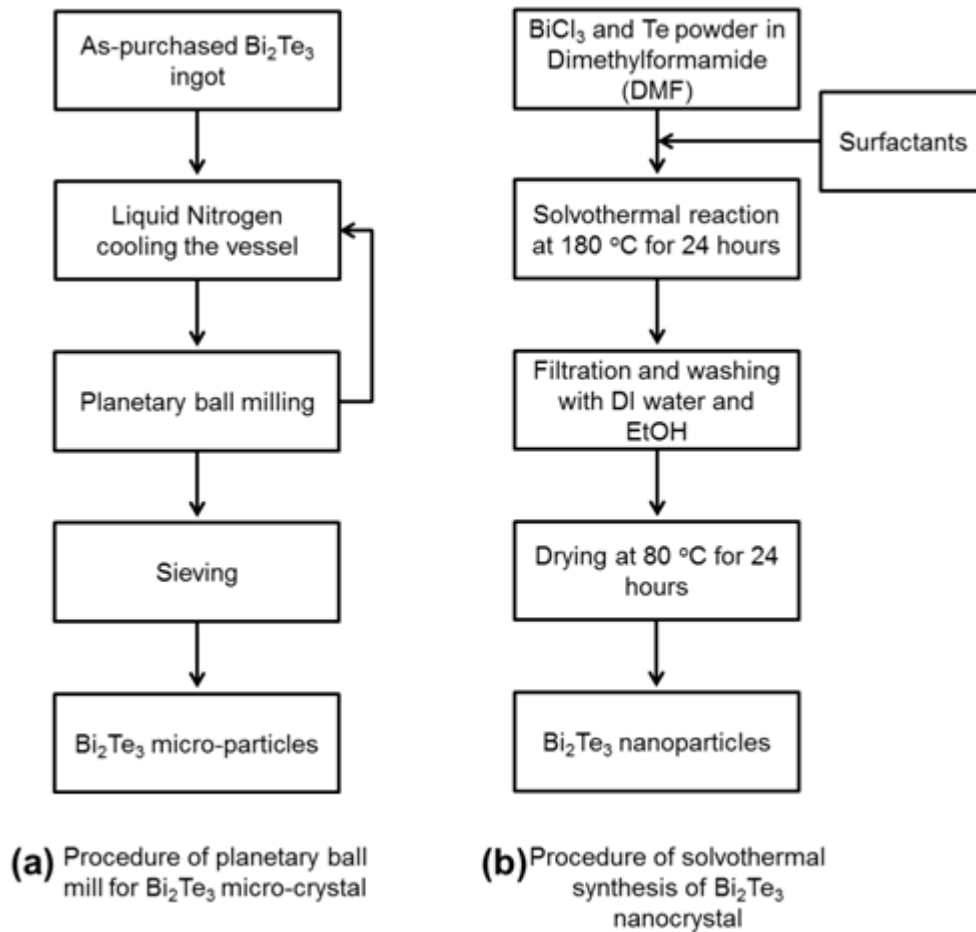 As-purchased Bi₂Te₃
ingot
Liquid Nitrogen
cooling the vessel
Planetary ball milling
Sieving
Bi₂Te₃ micro-particles
(a) Procedure of planetary ball
mill for Bi₂Te₃ micro-crystal
BiCl₃ and Te powder in
Dimethylformamide
(DMF)
Surfactants
Solvothermal reaction
at 180 °C for 24 hours
Filtration and washing
with DI water and
EtOH
Drying at 80 °C for 24
hours
Bi₂Te₃ nanoparticles
(b) Procedure of solvothermal
synthesis of Bi₂Te₃
nanocrystal